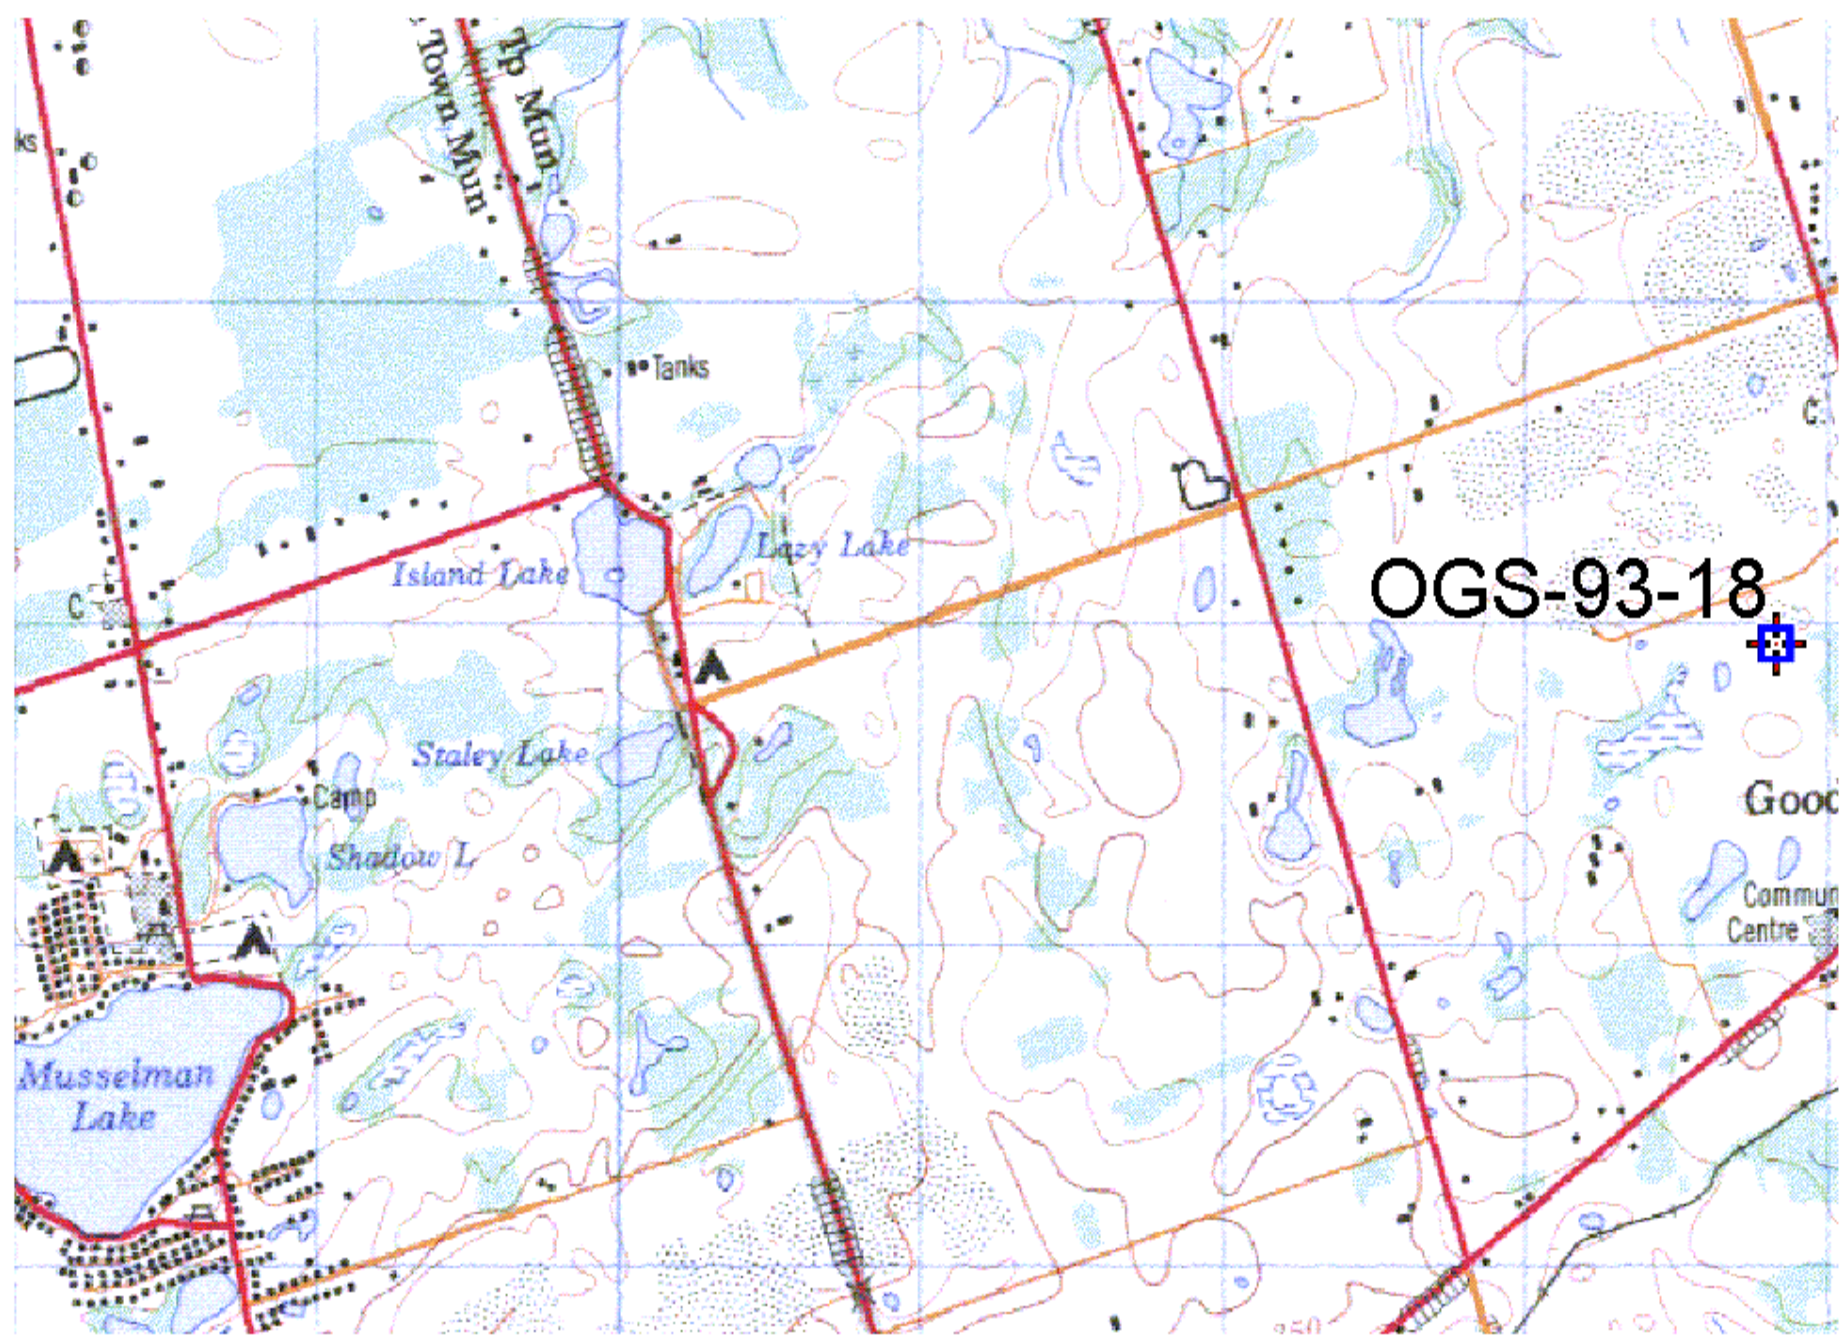 Tp Mun
Town Mun
ks
Tanks
C
Lazy Lake
Island Lake
OGS-93-18
C
Staley Lake
Camp
Good
Shadow L
Commun
Centre
Musselman
Lake
250